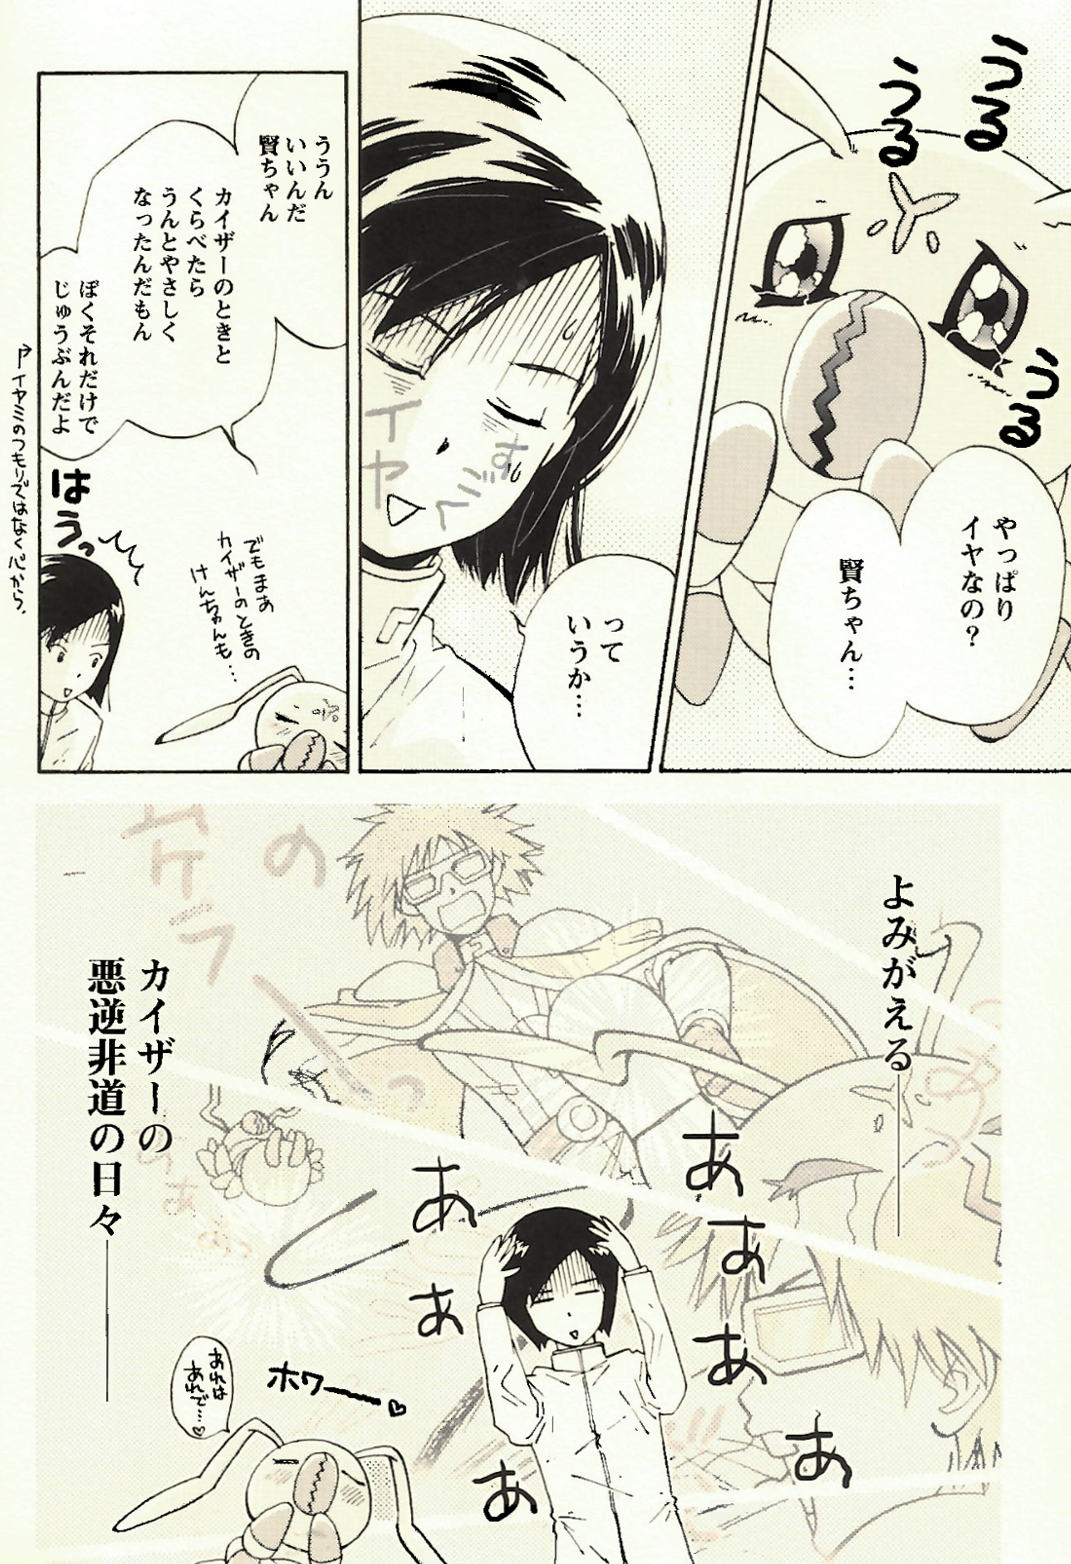 うる
うる
うる
やっぱり
イヤなの？
賢ちゃん…
って
いうか…
すごく
イヤ
ううん
いいんだ
賢ちゃん
カイザーのときと
くらべたら
うんとやさしく
なったんだもん
ぼくそれだけで
じゅうぶんだよ
イヤミのつもりではなく心から。
はうっ
でもまあ
カイザーのときの
けんちゃんも…
よみがえる
カイザーの
悪逆非道の日々
あ
あ
あ
あ
あ
あ
あ
ホワー♡
あれは
あれで…♡